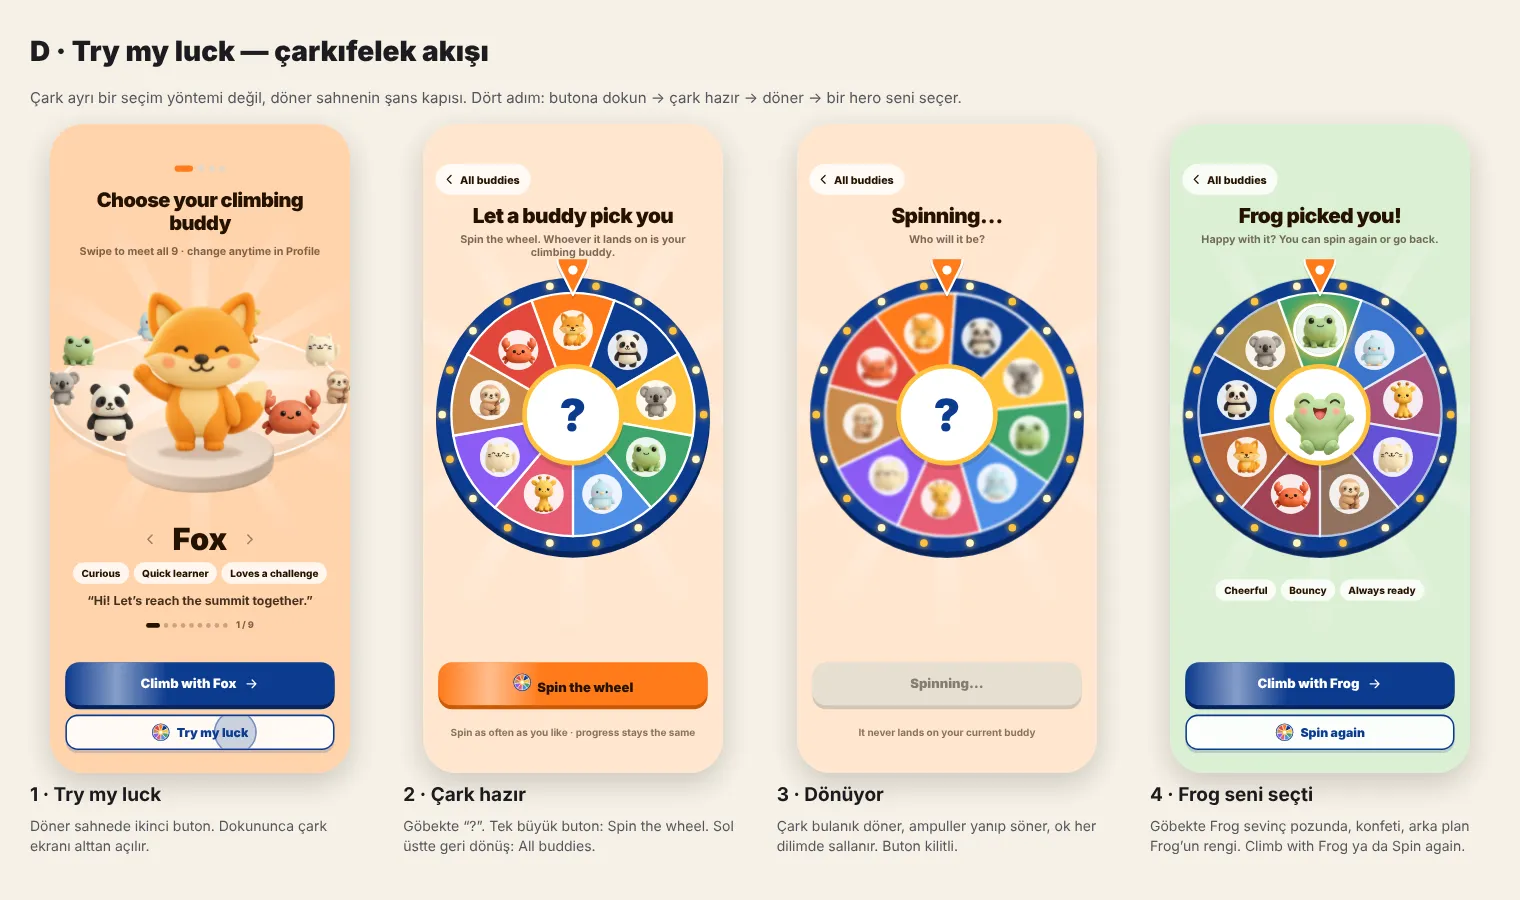 D · Try my luck — çarkıfelek akışı
Çark ayrı bir seçim yöntemi değil, döner sahnenin şans kapısı. Dört adım: butona dokun → çark hazır → döner → bir hero seni seçer.
Choose your climbing
buddy
Swipe to meet all 9 · change anytime in Profile
Fox
Curious
Quick learner
Loves a challenge
“Hi! Let’s reach the summit together.”
1 / 9
Climb with Fox →
Try my luck
1 · Try my luck
Döner sahnede ikinci buton. Dokununca çark
ekranı alttan açılır.
All buddies
Let a buddy pick you
Spin the wheel. Whoever it lands on is your
climbing buddy.
?
Spin the wheel
Spin as often as you like · progress stays the same
2 · Çark hazır
Göbekte “?”. Tek büyük buton: Spin the wheel. Sol
üstte geri dönüş: All buddies.
All buddies
Spinning…
Who will it be?
?
Spinning…
It never lands on your current buddy
3 · Dönüyor
Çark bulanık döner, ampuller yanıp söner, ok her
dilimde sallanır. Buton kilitli.
All buddies
Frog picked you!
Happy with it? You can spin again or go back.
Cheerful
Bouncy
Always ready
Climb with Frog →
Spin again
4 · Frog seni seçti
Göbekte Frog sevinç pozunda, konfeti, arka plan
Frog’un rengi. Climb with Frog ya da Spin again.